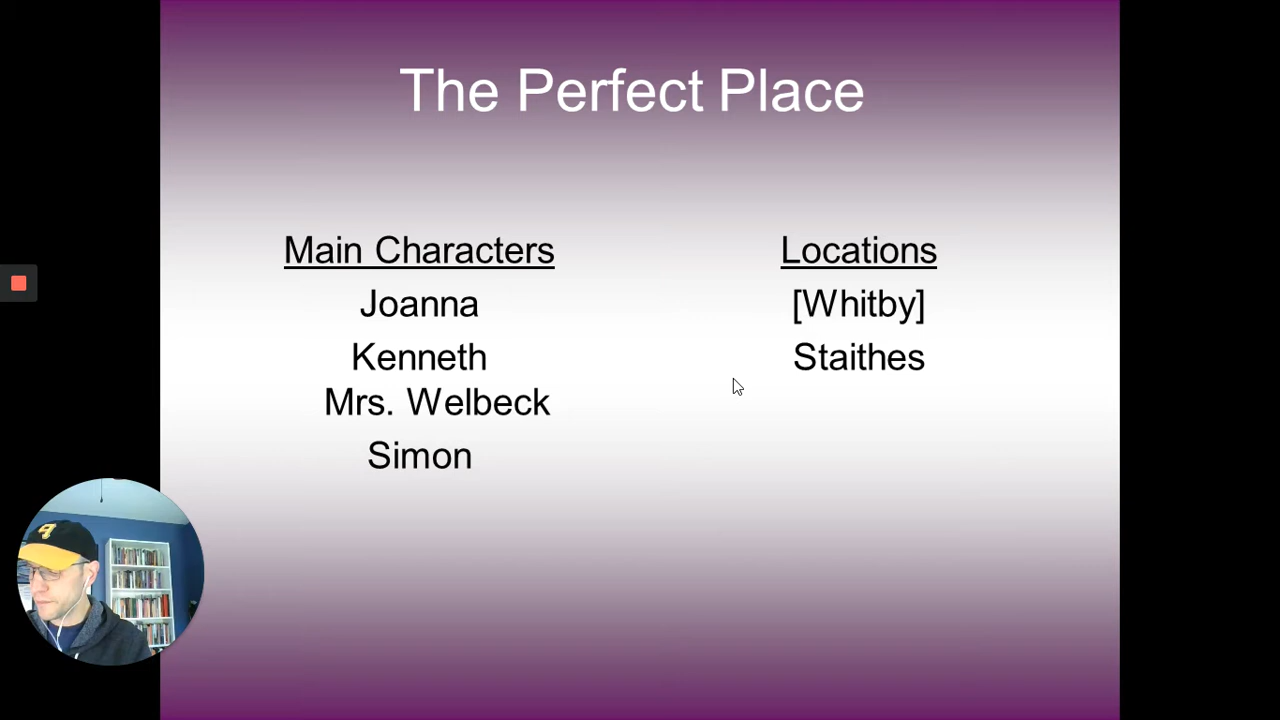 The Perfect Place
Main Characters
Joanna
Kenneth
Mrs. Welbeck
Simon
Locations
[Whitby]
Staithes